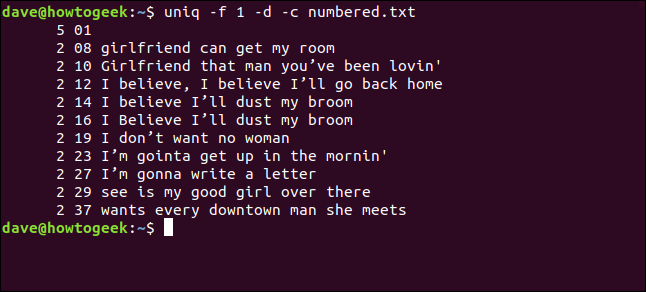 dave@howtogeek:~$ uniq -f 1 -d -c numbered.txt
5 01
2 08 girlfriend can get my room
2 10 Girlfriend that man you’ve been lovin'
2 12 I believe, I believe I’ll go back home
2 14 I believe I’ll dust my broom
2 16 I Believe I’ll dust my broom
2 19 I don’t want no woman
2 23 I’m gointa get up in the mornin'
2 27 I’m gonna write a letter
2 29 see is my good girl over there
2 37 wants every downtown man she meets
dave@howtogeek:~$